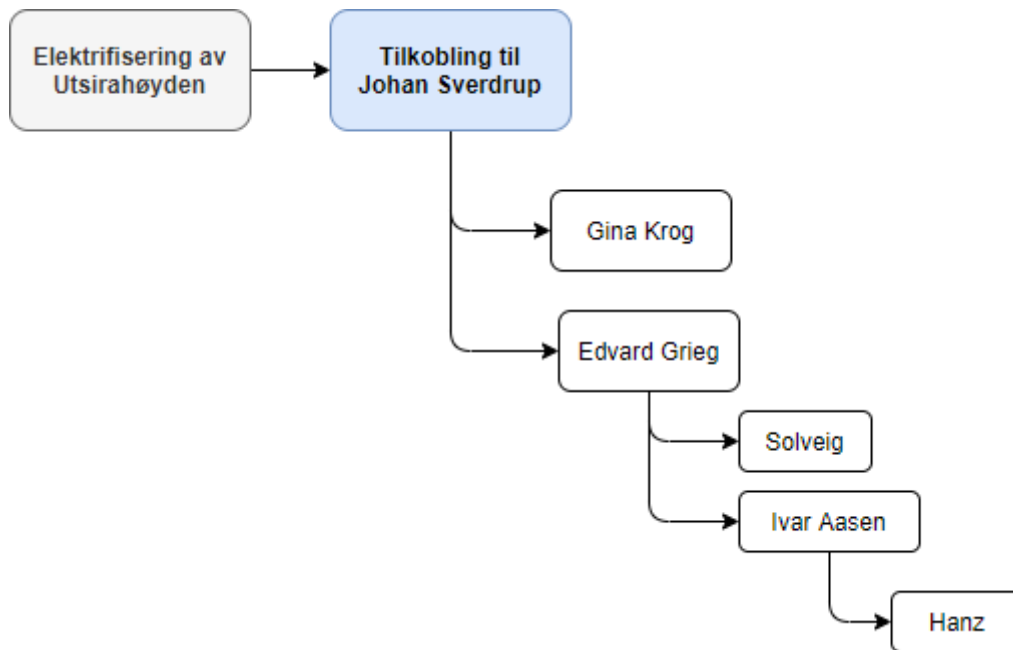 Elektrifisering av
Utsirahøyden
Tilkobling til
Johan Sverdrup
Gina Krog
Edvard Grieg
Solveig
Ivar Aasen
Hanz